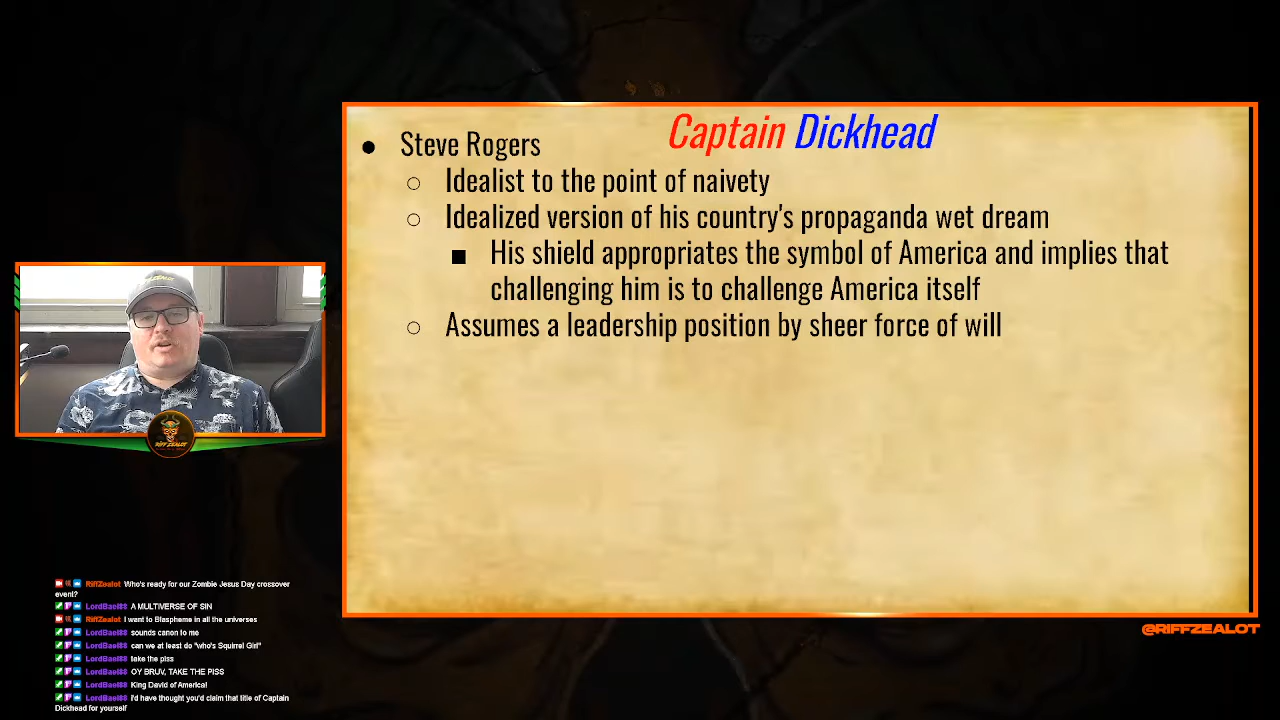 Captain Dickhead
● Steve Rogers
○ Idealist to the point of naivety
○ Idealized version of his country's propaganda wet dream
■ His shield appropriates the symbol of America and implies that
challenging him is to challenge America itself
○ Assumes a leadership position by sheer force of will
RIFF ZEALOT
RiffZealot Who's ready for our Zombie Jesus Day crossover
event?
LordBael88 A MULTIVERSE OF SIN
RiffZealot I want to Blaspheme in all the universes
LordBael88 sounds canon to me
LordBael88 can we at least do "who's Squirrel Girl"
LordBael88 take the piss
LordBael88 OY BRUV, TAKE THE PISS
LordBael88 King David of America!
LordBael88 I'd have thought you'd claim that title of Captain
Dickhead for yourself
@RIFFZEALOT